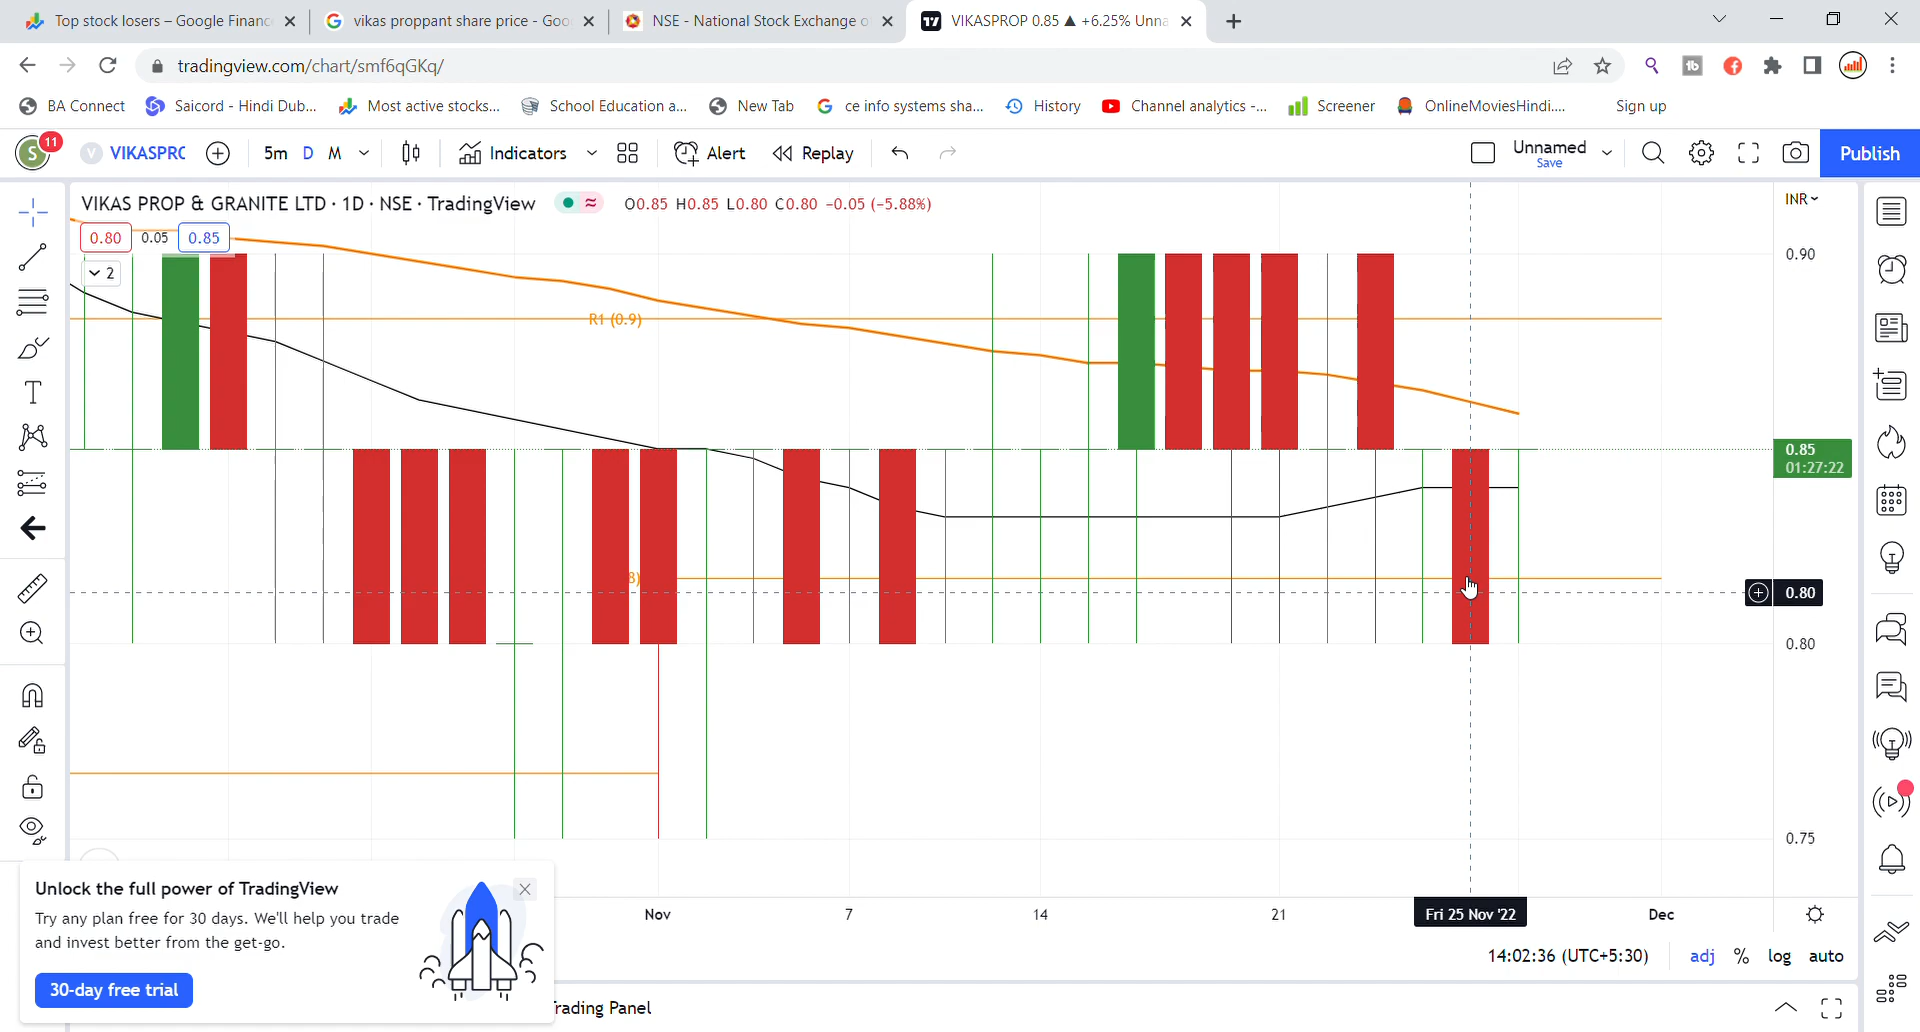 Top stock losers – Google Financ
vikas proppant share price - Goo
NSE - National Stock Exchange o
VIKASPROP 0.85 ▲ +6.25% Unna
tradingview.com/chart/smf6qGKq/
BA Connect
Saicord - Hindi Dub...
Most active stocks...
School Education a...
New Tab
ce info systems sha...
History
Channel analytics -...
Screener
OnlineMoviesHindi....
Sign up
S
11
V
VIKASPRC
5m
D
M
Indicators
Alert
Replay
Unnamed
Save
Publish
VIKAS PROP & GRANITE LTD · 1D · NSE · TradingView
O0.85 H0.85 L0.80 C0.80 −0.05 (−5.88%)
INR
0.80
0.05
0.85
2
0.90
R1 (0.9)
0.85
01:27:22
8)
0.80
0.80
0.75
Nov
7
14
21
Fri 25 Nov '22
Dec
14:02:36 (UTC+5:30)
adj
%
log
auto
Unlock the full power of TradingView
Try any plan free for 30 days. We'll help you trade
and invest better from the get-go.
30-day free trial
rading Panel